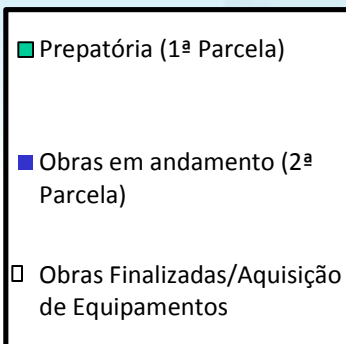 Prepatória (1ª Parcela)
Obras em andamento (2ª
Parcela)
Obras Finalizadas/Aquisição
de Equipamentos